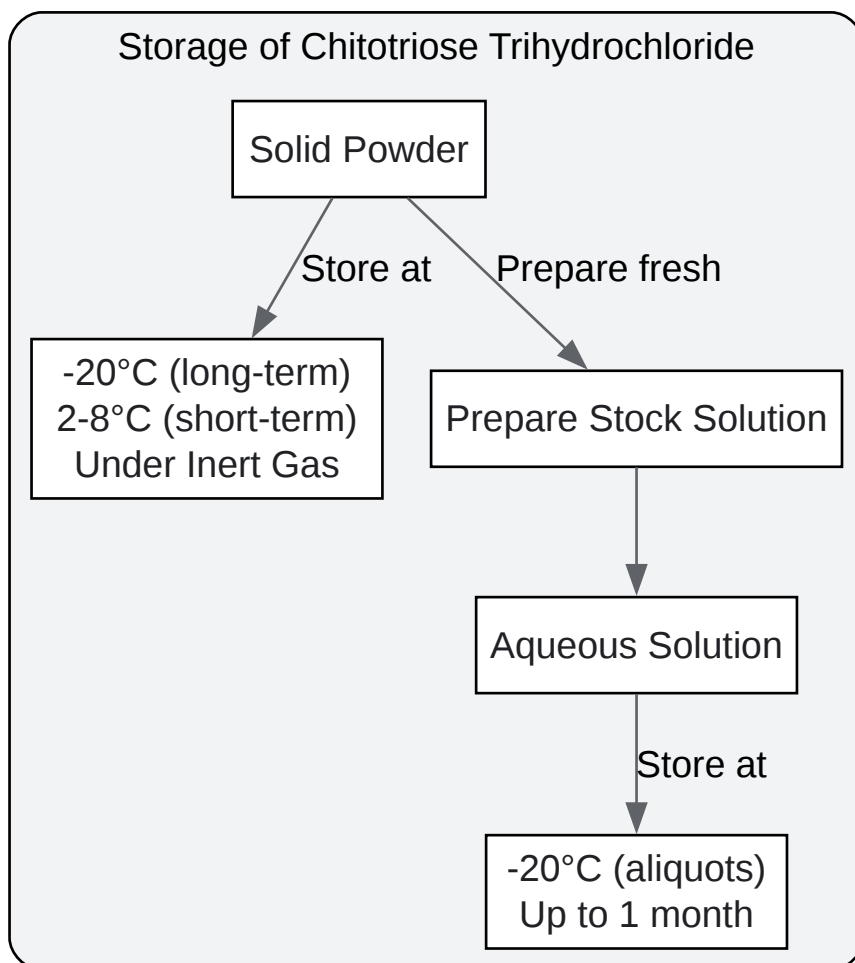 Storage of Chitotriose Trihydrochloride
Solid Powder
Store at
Prepare fresh
-20°C (long-term)
2-8°C (short-term)
Under Inert Gas
Prepare Stock Solution
Aqueous Solution
Store at
-20°C (aliquots)
Up to 1 month